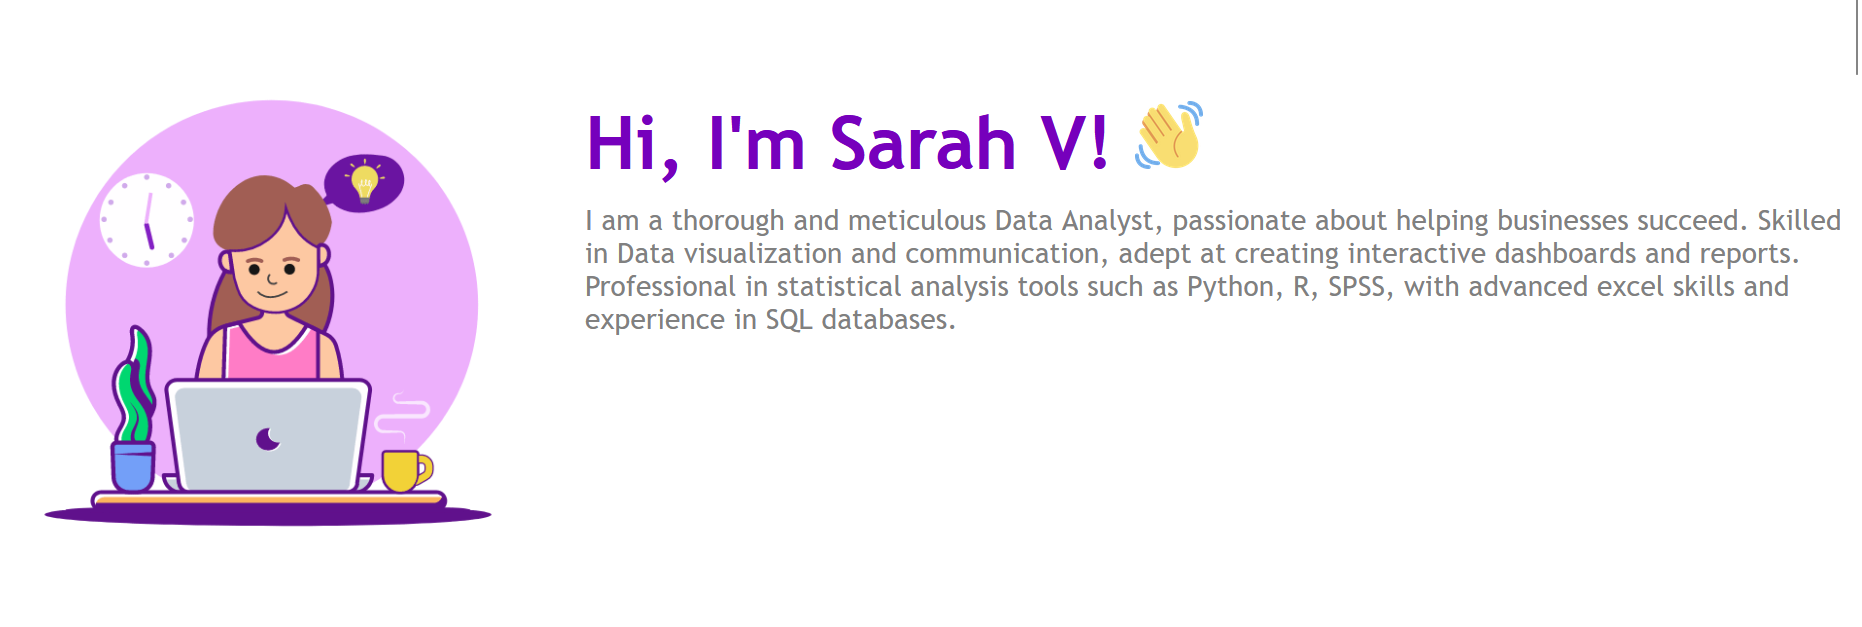 Hi, I'm Sarah V! 👋
I am a thorough and meticulous Data Analyst, passionate about helping businesses succeed. Skilled
in Data visualization and communication, adept at creating interactive dashboards and reports.
Professional in statistical analysis tools such as Python, R, SPSS, with advanced excel skills and
experience in SQL databases.